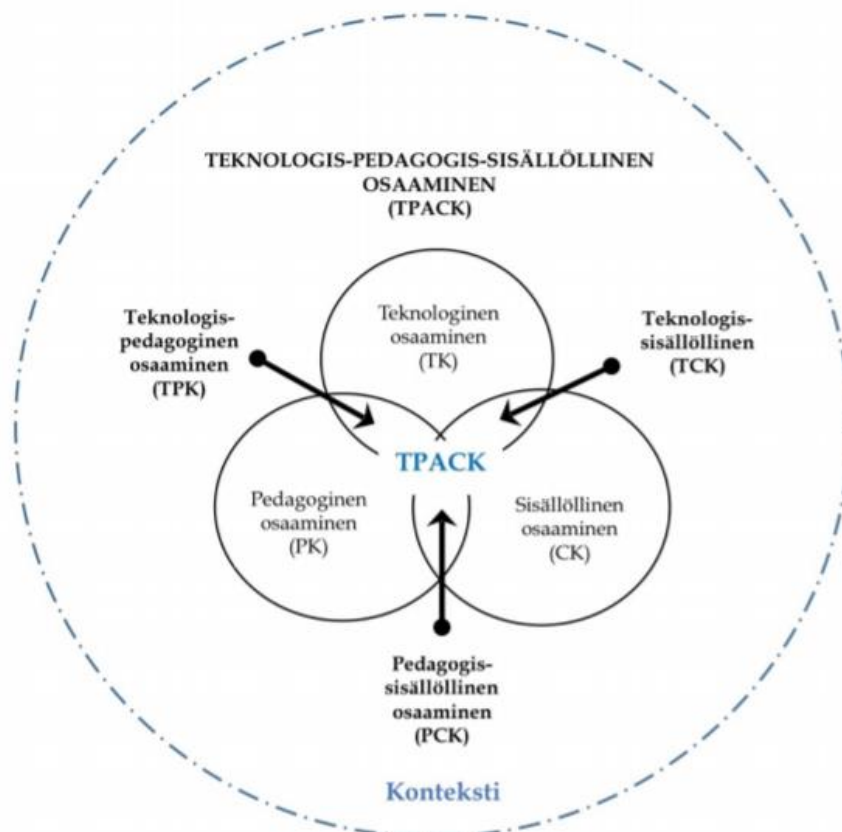 TEKNOLOGIS-PEDAGOGIS-SISÄLLÖLLINEN
OSAAMINEN
(TPACK)
Teknologinen
osaaminen
(TK)
Teknologis-
pedagoginen
osaaminen
(TPK)
Teknologis-
sisällöllinen
(TCK)
TPACK
Pedagoginen
osaaminen
(PK)
Sisällöllinen
osaaminen
(CK)
Pedagogis-
sisällöllinen
osaaminen
(PCK)
Konteksti